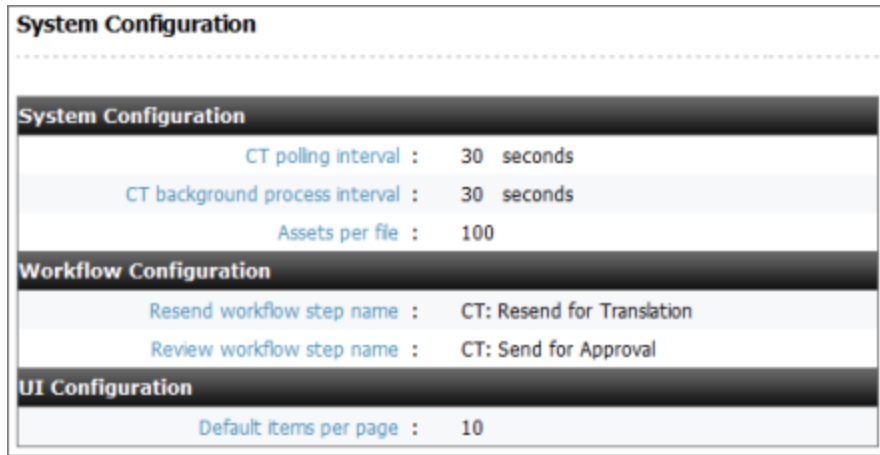 System Configuration
System Configuration
CT polling interval : 30 seconds
CT background process interval : 30 seconds
Assets per file : 100
Workflow Configuration
Resend workflow step name : CT: Resend for Translation
Review workflow step name : CT: Send for Approval
UI Configuration
Default items per page : 10